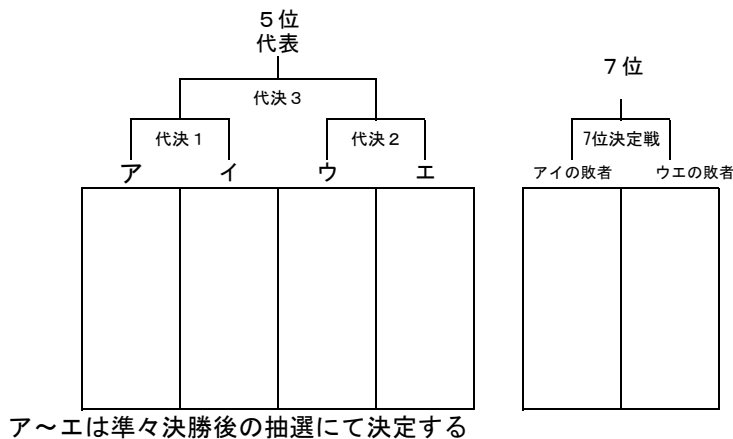 ５位
代表
７位
代決３
代決１
代決２
7位決定戦
ア イ ウ エ
アイの敗者 ウエの敗者
ア～エは準々決勝後の抽選にて決定する